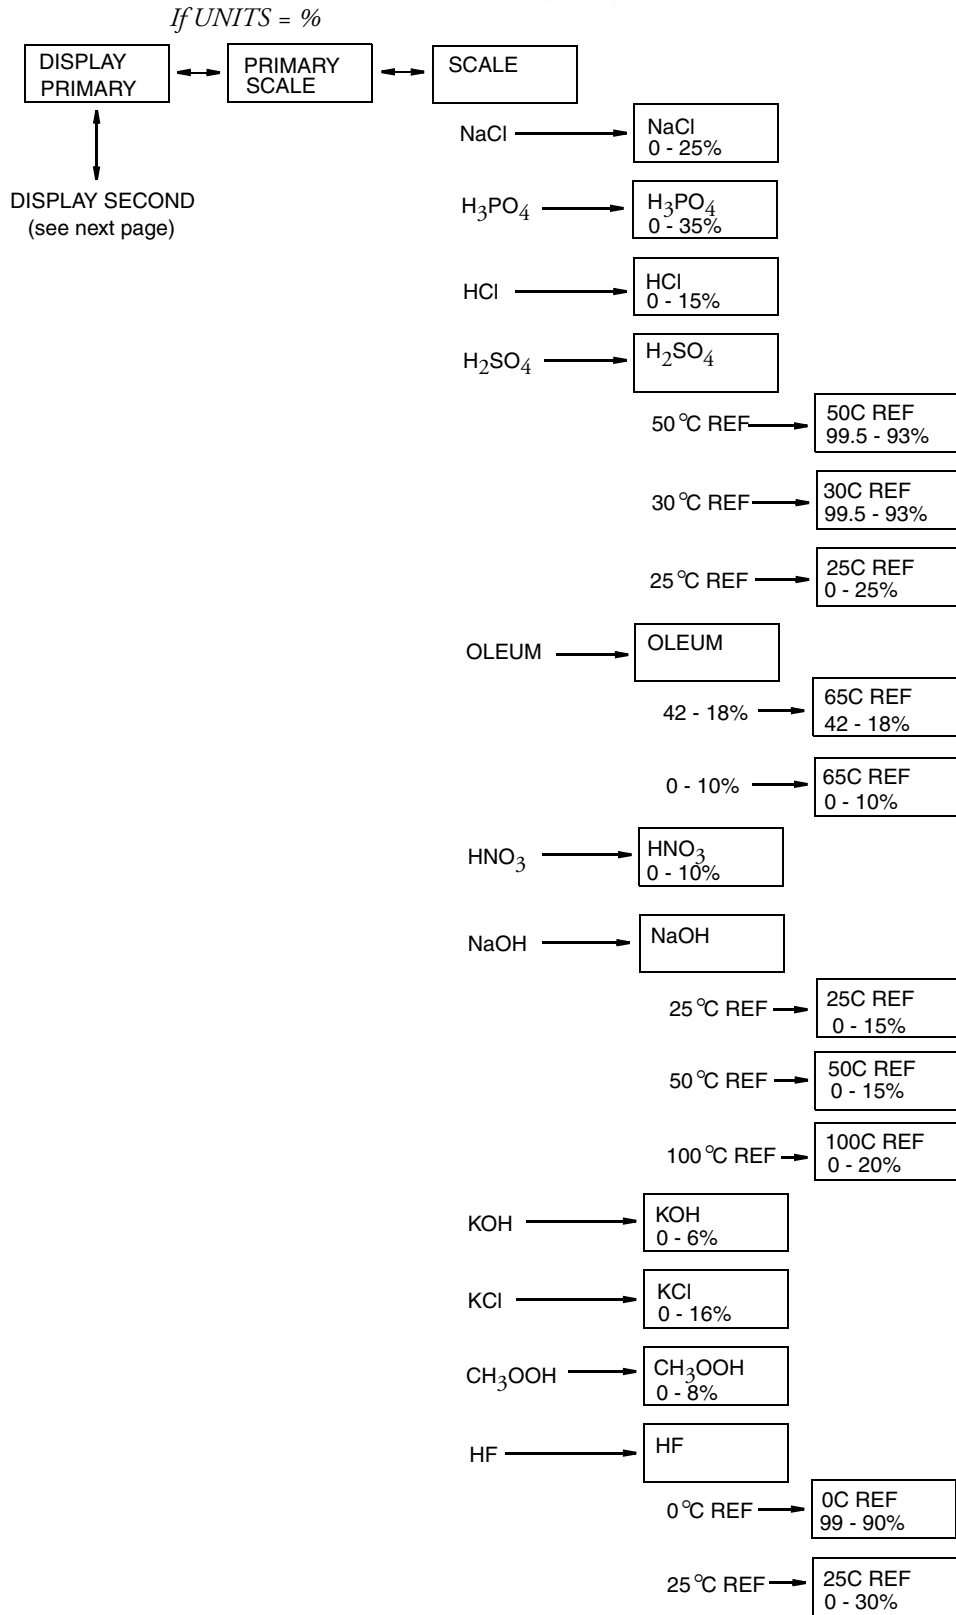 If UNITS = %
DISPLAY
PRIMARY
PRIMARY
SCALE
SCALE
DISPLAY SECOND
(see next page)
NaCl
NaCl
0 - 25%
H₃PO₄
H₃PO₄
0 - 35%
HCl
HCl
0 - 15%
H₂SO₄
H₂SO₄
50 °C REF
50C REF
99.5 - 93%
30 °C REF
30C REF
99.5 - 93%
25 °C REF
25C REF
0 - 25%
OLEUM
OLEUM
42 - 18%
65C REF
42 - 18%
0 - 10%
65C REF
0 - 10%
HNO₃
HNO₃
0 - 10%
NaOH
NaOH
25 °C REF
25C REF
0 - 15%
50 °C REF
50C REF
0 - 15%
100 °C REF
100C REF
0 - 20%
KOH
KOH
0 - 6%
KCl
KCl
0 - 16%
CH₃OOH
CH₃OOH
0 - 8%
HF
HF
0 °C REF
0C REF
99 - 90%
25 °C REF
25C REF
0 - 30%